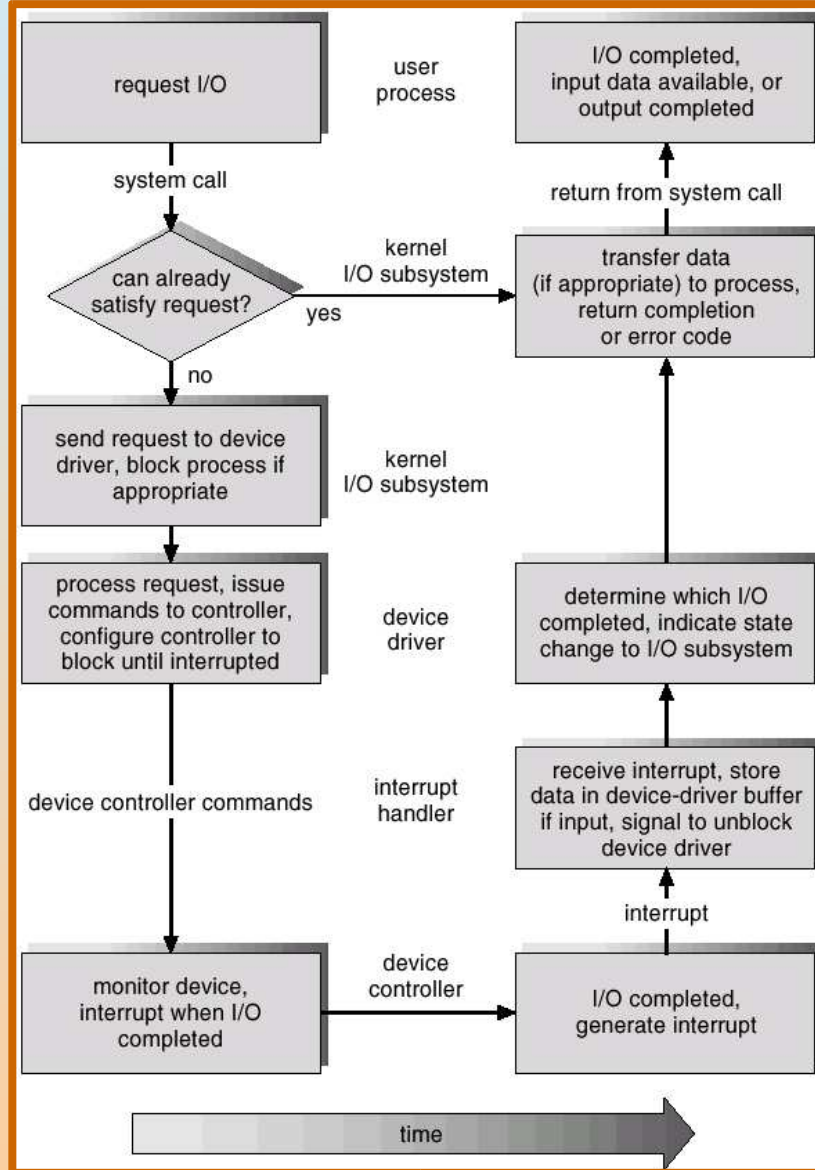 request I/O
user
process
I/O completed,
input data available, or
output completed
system call
return from system call
can already
satisfy request?
kernel
I/O subsystem
yes
transfer data
(if appropriate) to process,
return completion
or error code
no
send request to device
driver, block process if
appropriate
kernel
I/O subsystem
process request, issue
commands to controller,
configure controller to
block until interrupted
device
driver
determine which I/O
completed, indicate state
change to I/O subsystem
device controller commands
interrupt
handler
receive interrupt, store
data in device-driver buffer
if input, signal to unblock
device driver
interrupt
monitor device,
interrupt when I/O
completed
device
controller
I/O completed,
generate interrupt
time